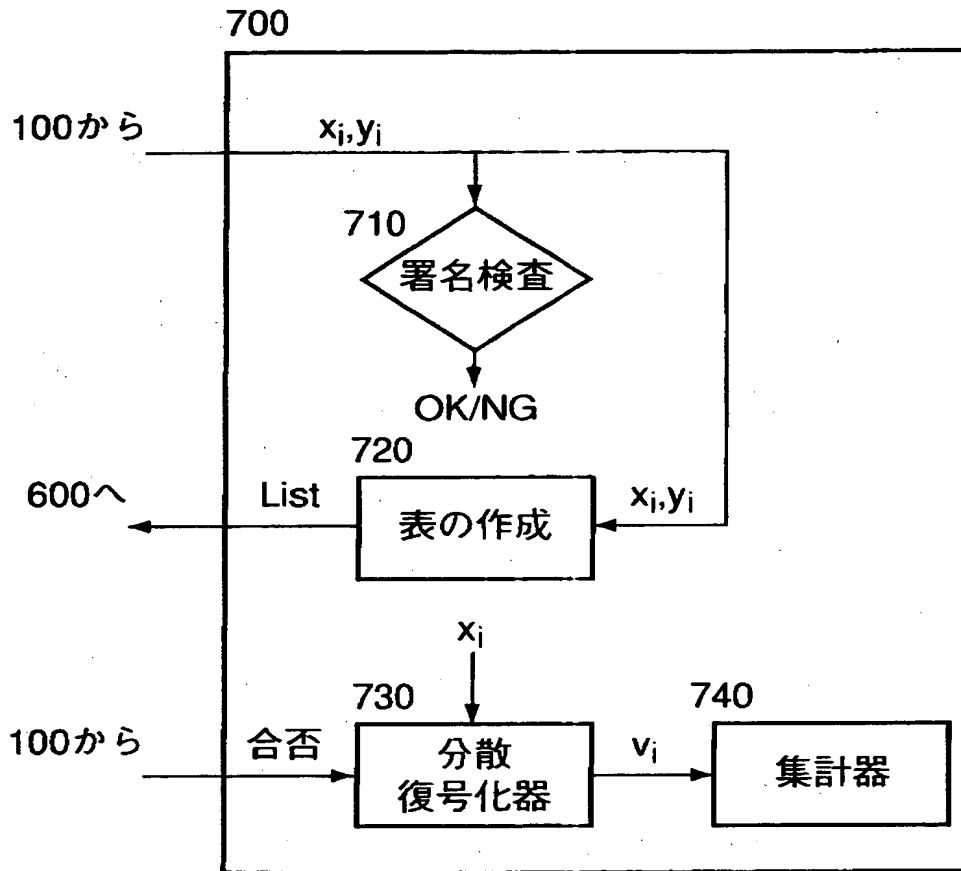 700
100から
xi,yi
710
署名検査
OK/NG
720
600へ
List
表の作成
xi,yi
xi
730
740
100から
合否
分散
復号化器
vi
集計器